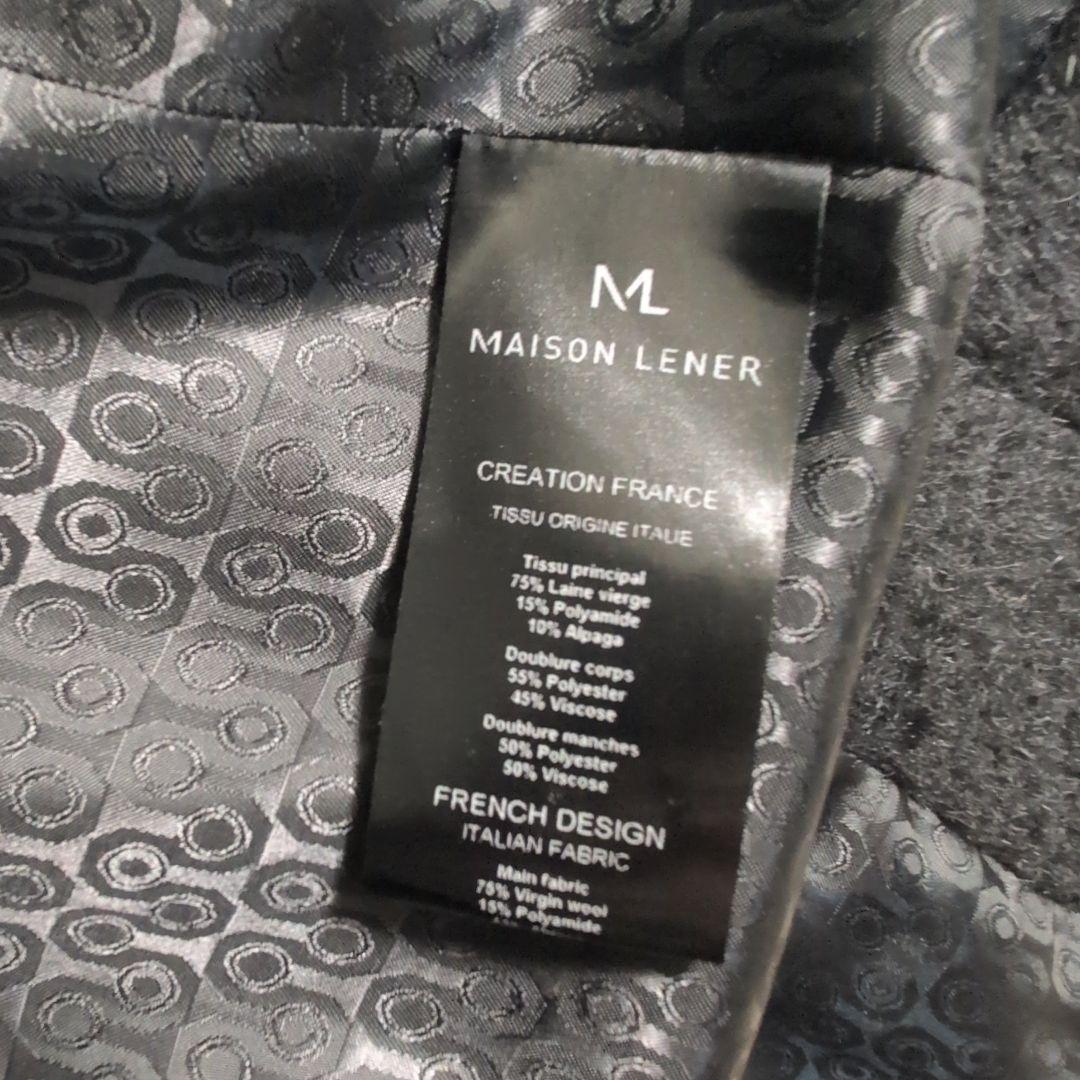 ML
MAISON LENER
CREATION FRANCE
TISSU ORIGINE ITALIE
Tissu principal
75% Laine vierge
15% Polyamide
10% Alpaga
Doublure corps
55% Polyester
45% Viscose
Doublure manches
50% Polyester
50% Viscose
FRENCH DESIGN
ITALIAN FABRIC
Main fabric
75% Virgin wool
15% Polyamide